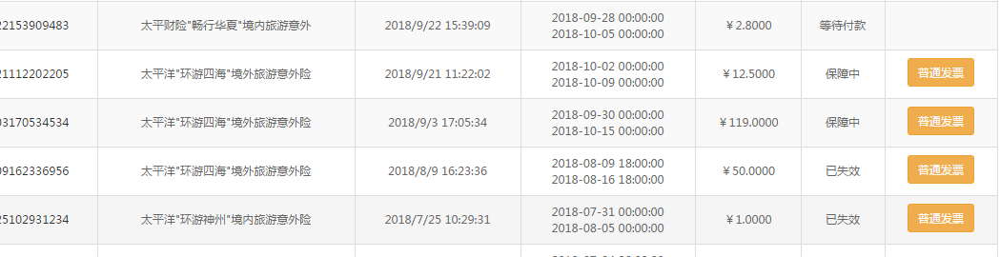 22153909483 太平财险"畅行华夏"境内旅游意外 2018/9/22 15:39:09 2018-09-28 00:00:00 ￥2.8000 等待付款
2018-10-05 00:00:00
21112202205 太平洋"环游四海"境外旅游意外险 2018/9/21 11:22:02 2018-10-02 00:00:00 ￥12.5000 保障中 普通发票
2018-10-09 00:00:00
03170534534 太平洋"环游四海"境外旅游意外险 2018/9/3 17:05:34 2018-09-30 00:00:00 ￥119.0000 保障中 普通发票
2018-10-15 00:00:00
09162336956 太平洋"环游四海"境外旅游意外险 2018/8/9 16:23:36 2018-08-09 18:00:00 ￥50.0000 已失效 普通发票
2018-08-16 18:00:00
25102931234 太平洋"环游神州"境内旅游意外险 2018/7/25 10:29:31 2018-07-31 00:00:00 ￥1.0000 已失效 普通发票
2018-08-05 00:00:00